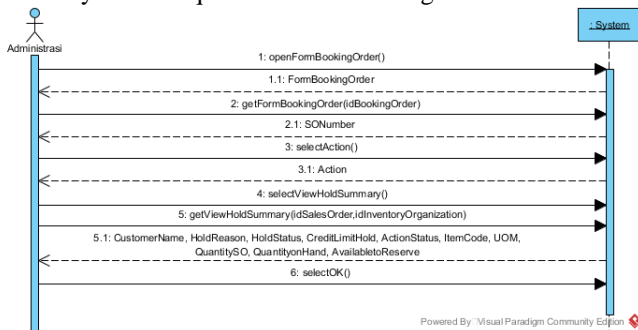 Administrasi
: System
1: openFormBookingOrder()
1.1: FormBookingOrder
2: getFormBookingOrder(idBookingOrder)
2.1: SONumber
3: selectAction()
3.1: Action
4: selectViewHoldSummary()
5: getViewHoldSummary(idSalesOrder,idInventoryOrganization)
5.1: CustomerName, HoldReason, HoldStatus, CreditLimitHold, ActionStatus, ItemCode, UOM,
QuantitySO, QuantityonHand, AvailabletoReserve
6: selectOK()
Powered By Visual Paradigm Community Edition